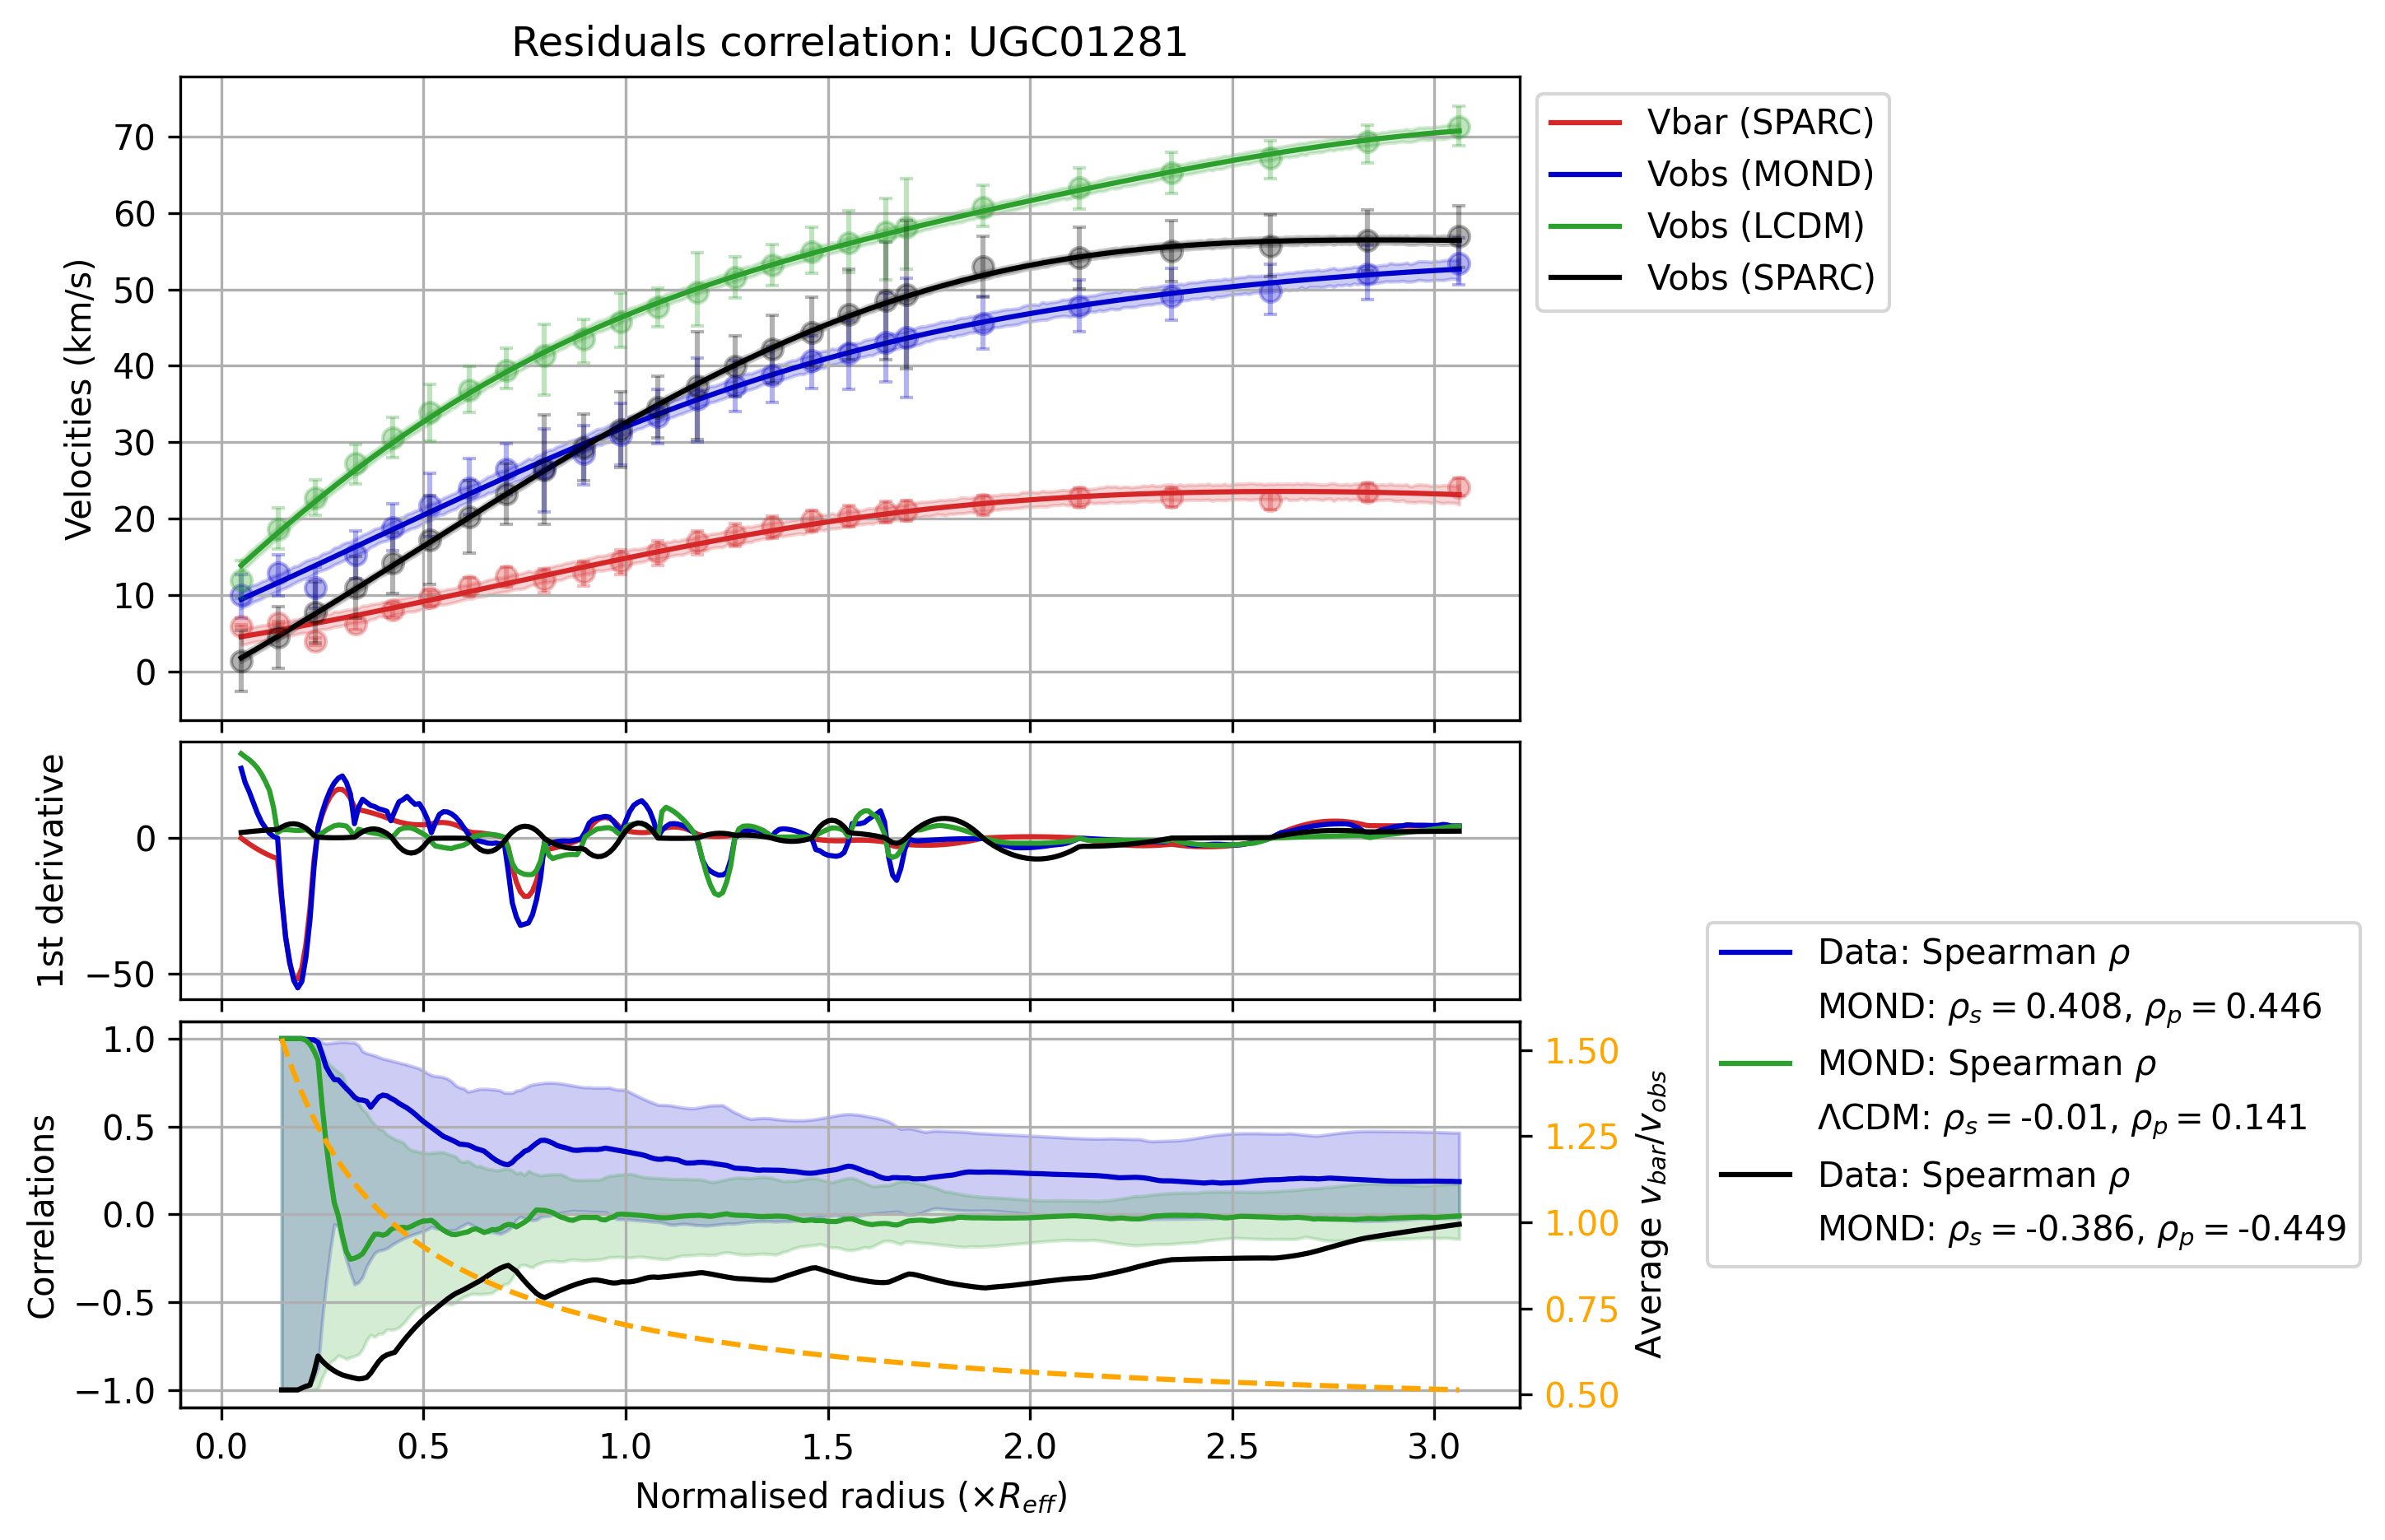 Residuals correlation: UGC01281
70
60
50
40
30
20
10
0
Velocities (km/s)
Vbar (SPARC)
Vobs (MOND)
Vobs (LCDM)
Vobs (SPARC)
0
−50
1st derivative
1.0
0.5
0.0
−0.5
−1.0
Correlations
1.50
1.25
1.00
0.75
0.50
Average v_bar/v_obs
Data: Spearman ρ
MOND: ρ_s = 0.408, ρ_p = 0.446
MOND: Spearman ρ
ΛCDM: ρ_s = -0.01, ρ_p = 0.141
Data: Spearman ρ
MOND: ρ_s = -0.386, ρ_p = -0.449
0.0 0.5 1.0 1.5 2.0 2.5 3.0
Normalised radius (×R_eff)